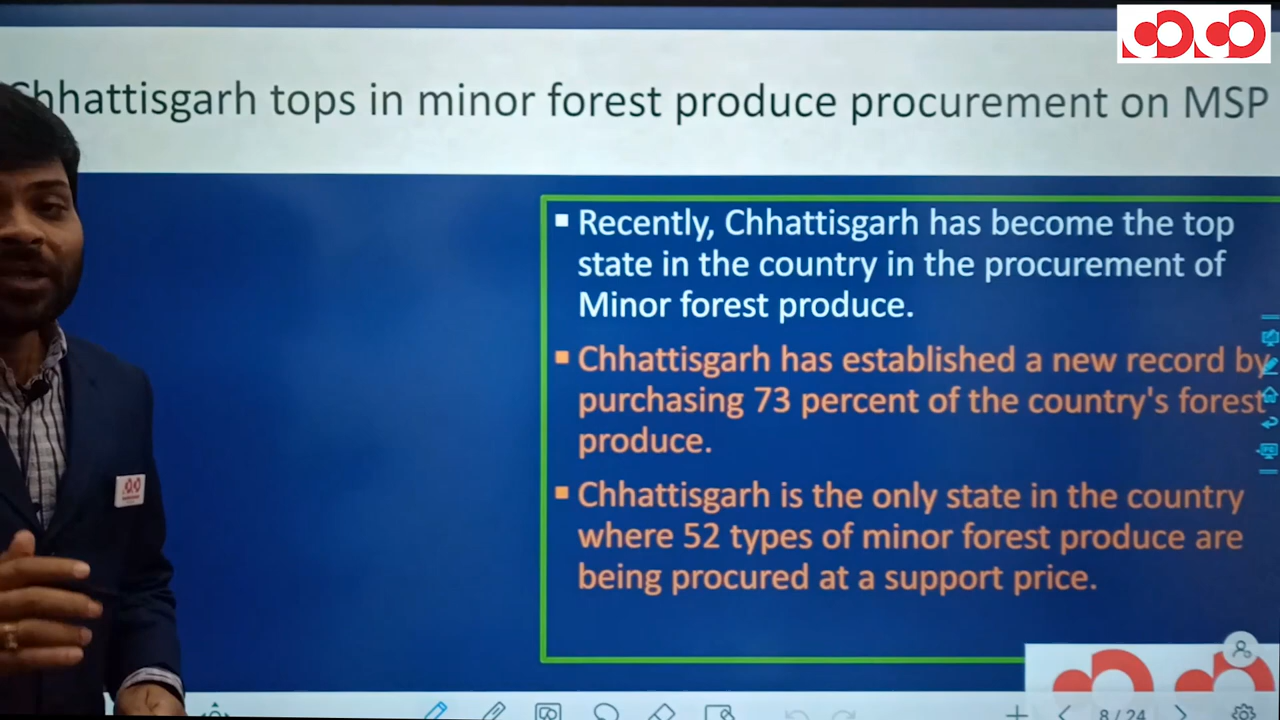 Chhattisgarh tops in minor forest produce procurement on MSP
▪ Recently, Chhattisgarh has become the top
state in the country in the procurement of
Minor forest produce.
▪ Chhattisgarh has established a new record by
purchasing 73 percent of the country's forest
produce.
▪ Chhattisgarh is the only state in the country
where 52 types of minor forest produce are
being procured at a support price.
8/24